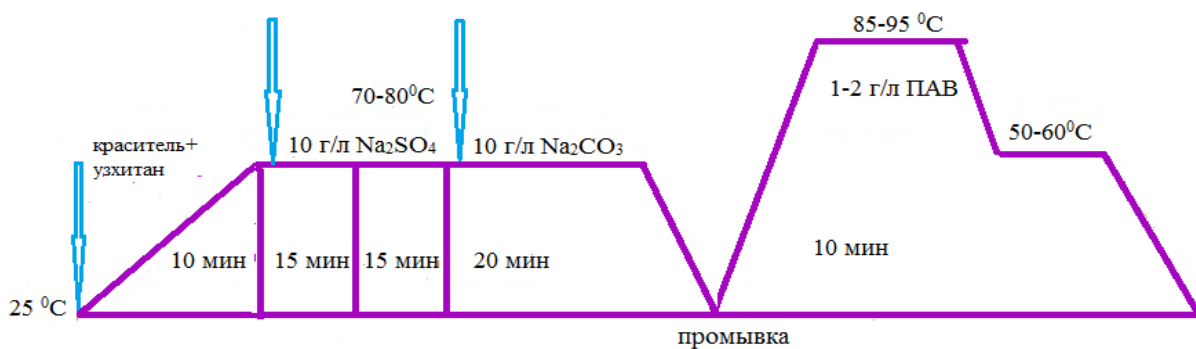 85-95 ⁰C
70-80⁰C
1-2 г/л ПАВ
краситель+
узхитан
10 г/л Na₂SO₄
10 г/л Na₂CO₃
50-60⁰C
10 мин
15 мин
15 мин
20 мин
10 мин
25 ⁰C
промывка